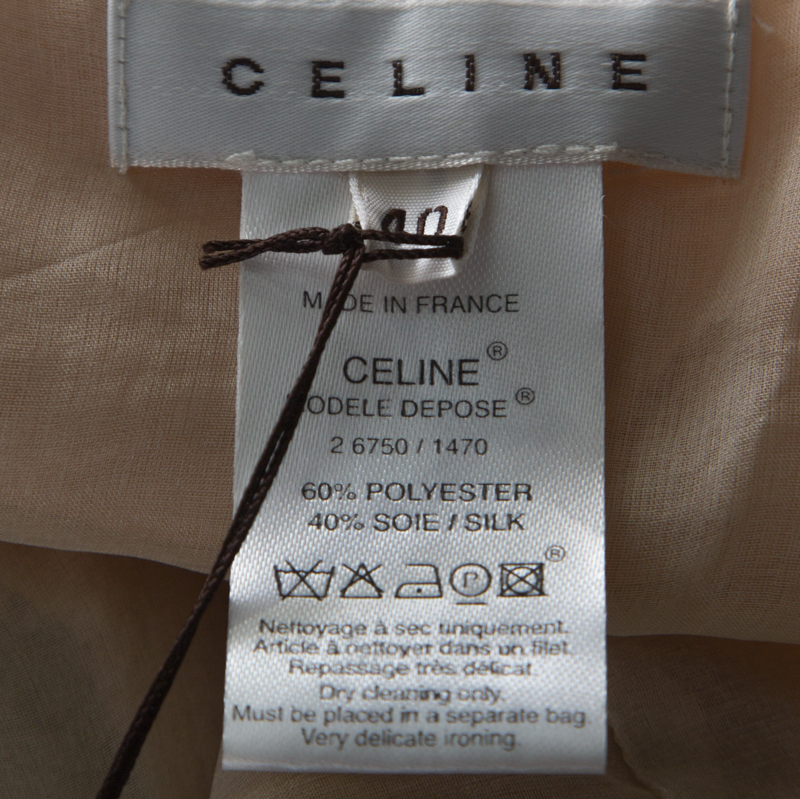 CELINE
MADE IN FRANCE
CELINE®
MODELE DEPOSE®
2 6750 / 1470
60% POLYESTER
40% SOIE / SILK
P ®
Nettoyage à sec uniquement.
Article à nettoyer dans un filet.
Repassage très délicat.
Dry cleaning only.
Must be placed in a separate bag.
Very delicate ironing.